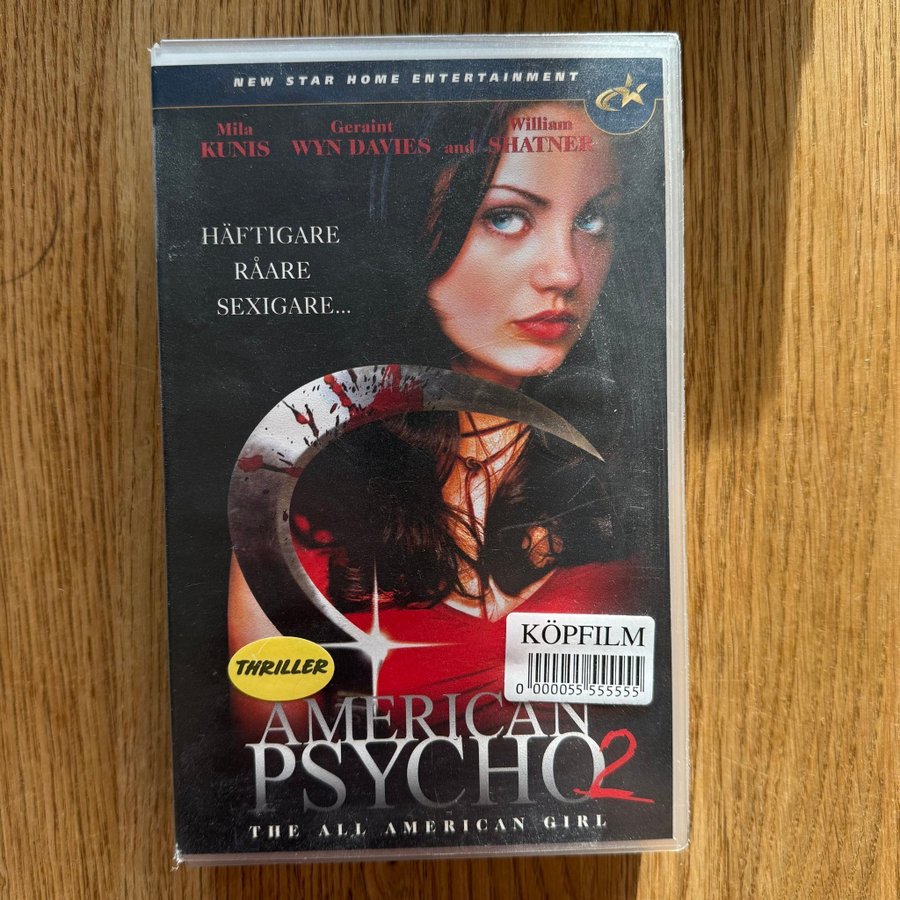 NEW STAR HOME ENTERTAINMENT
Mila Geraint William
KUNIS WYN DAVIES and SHATNER
HÄFTIGARE
RÅARE
SEXIGARE...
THRILLER
KÖPFILM
0 000055 555555
AMERICAN
PSYCHO 2
THE ALL AMERICAN GIRL